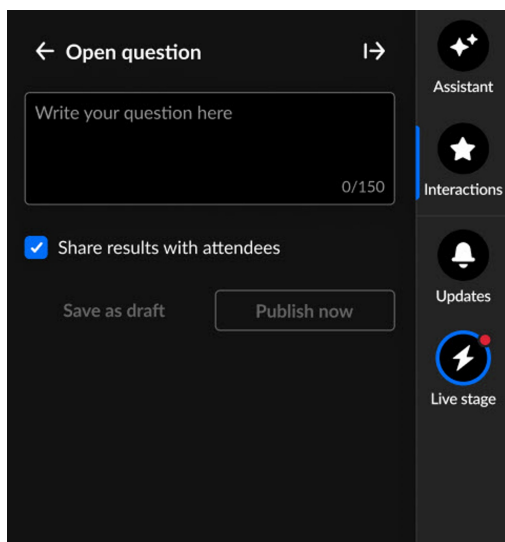 Open question
Write your question here
0/150
Share results with attendees
Save as draft
Publish now
Assistant
Interactions
Updates
Live stage